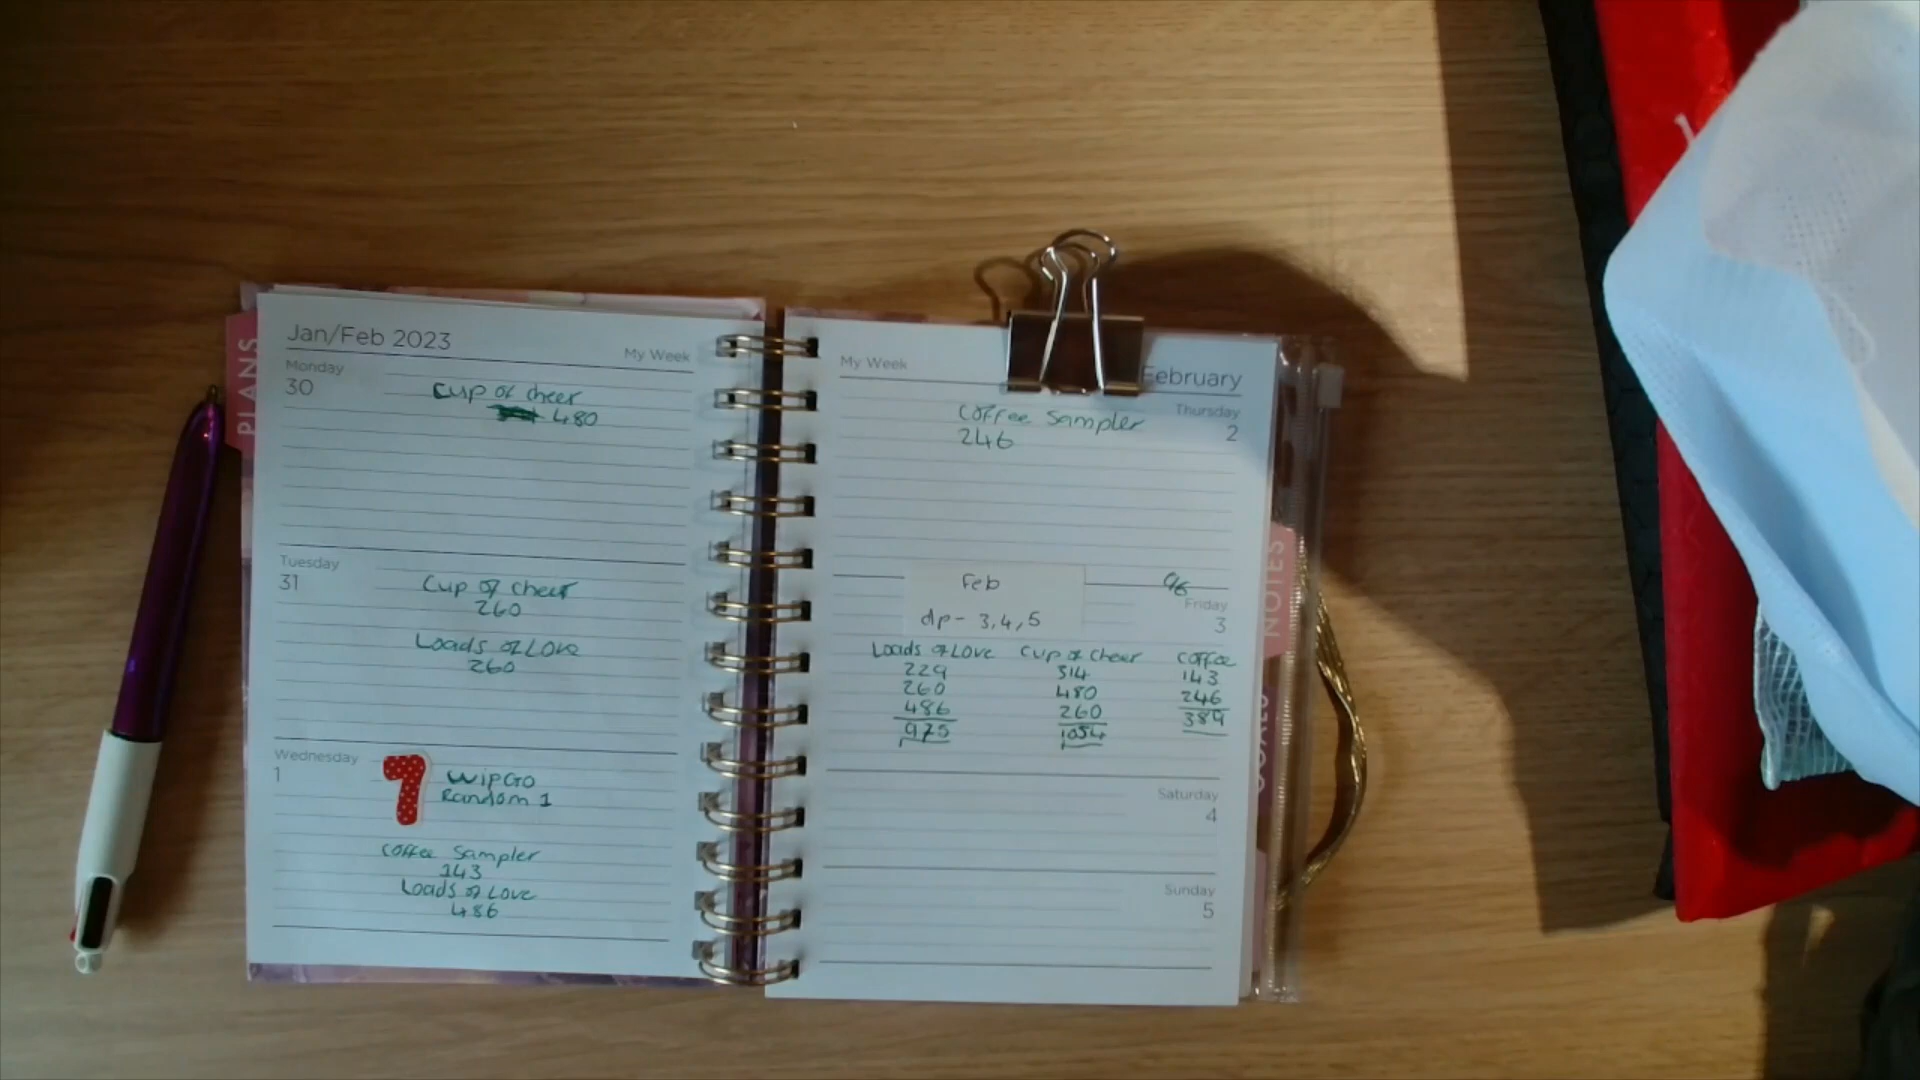 PLANS
Jan/Feb 2023
My Week
Monday
30
Cup of cheer
480
Tuesday
31
Cup of cheer
260
Loads of Love
260
Wednesday
1
7
WIPGO
Random 1
Coffee Sampler
143
Loads of Love
486
My Week
February
Thursday
2
Coffee Sampler
246
Feb
dp - 3,4,5
Friday
3
Loads of Love Cup of Cheer Coffee
229 314 143
260 480 246
486 260 389
975 1054
Saturday
4
Sunday
5
NOTES
GOALS